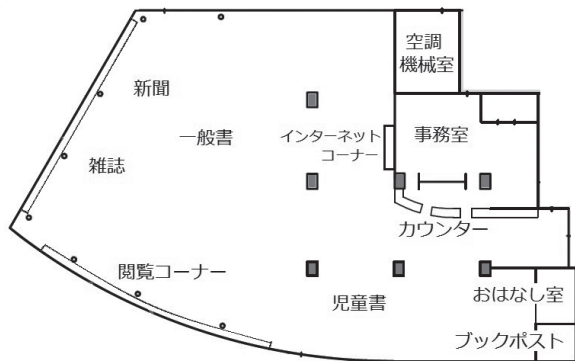 空調
機械室
新聞
一般書
インターネット
コーナー
事務室
雑誌
カウンター
閲覧コーナー
児童書
おはなし室
ブックポスト